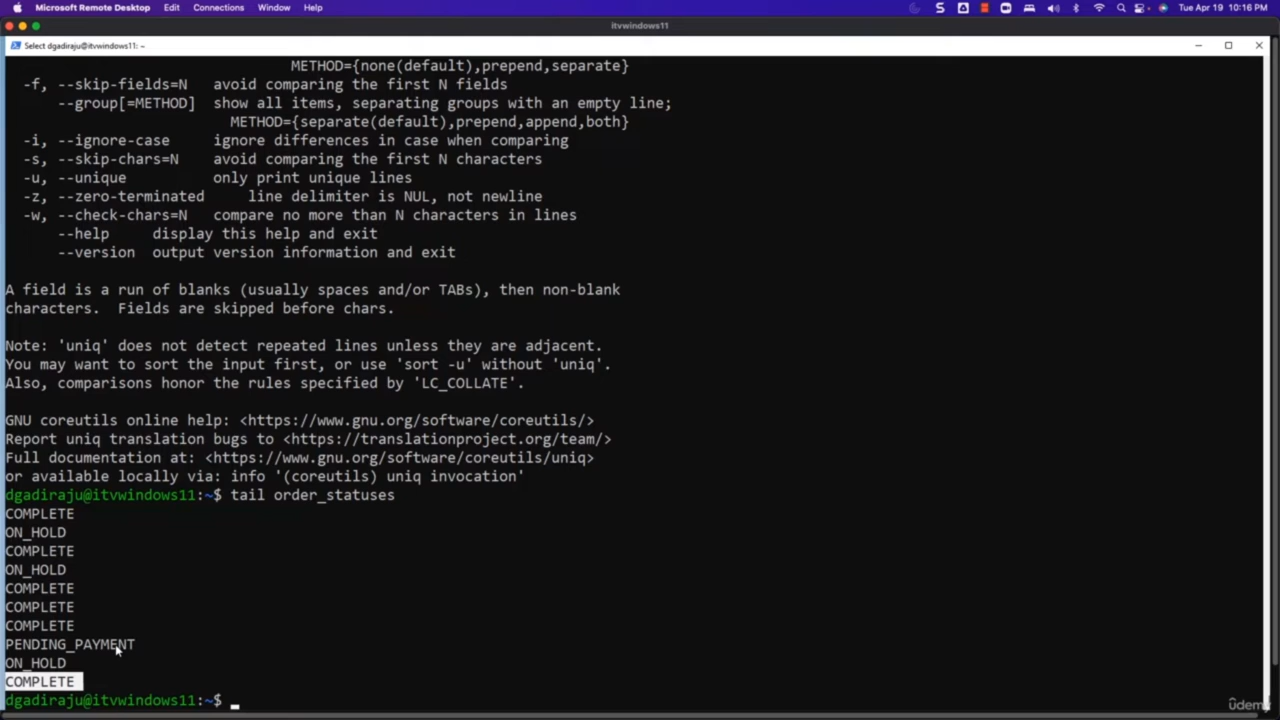 Microsoft Remote Desktop Edit Connections Window Help Tue Apr 19 10:16 PM
itvwindows11
Select dgadiraju@itvwindows11: ~
METHOD={none(default),prepend,separate}
-f, --skip-fields=N avoid comparing the first N fields
--group[=METHOD] show all items, separating groups with an empty line;
METHOD={separate(default),prepend,append,both}
-i, --ignore-case ignore differences in case when comparing
-s, --skip-chars=N avoid comparing the first N characters
-u, --unique only print unique lines
-z, --zero-terminated line delimiter is NUL, not newline
-w, --check-chars=N compare no more than N characters in lines
--help display this help and exit
--version output version information and exit
A field is a run of blanks (usually spaces and/or TABs), then non-blank
characters. Fields are skipped before chars.
Note: 'uniq' does not detect repeated lines unless they are adjacent.
You may want to sort the input first, or use 'sort -u' without 'uniq'.
Also, comparisons honor the rules specified by 'LC_COLLATE'.
GNU coreutils online help: <https://www.gnu.org/software/coreutils/>
Report uniq translation bugs to <https://translationproject.org/team/>
Full documentation at: <https://www.gnu.org/software/coreutils/uniq>
or available locally via: info '(coreutils) uniq invocation'
dgadiraju@itvwindows11:~$ tail order_statuses
COMPLETE
ON_HOLD
COMPLETE
ON_HOLD
COMPLETE
COMPLETE
COMPLETE
PENDING_PAYMENT
ON_HOLD
COMPLETE
dgadiraju@itvwindows11:~$
ûdemy